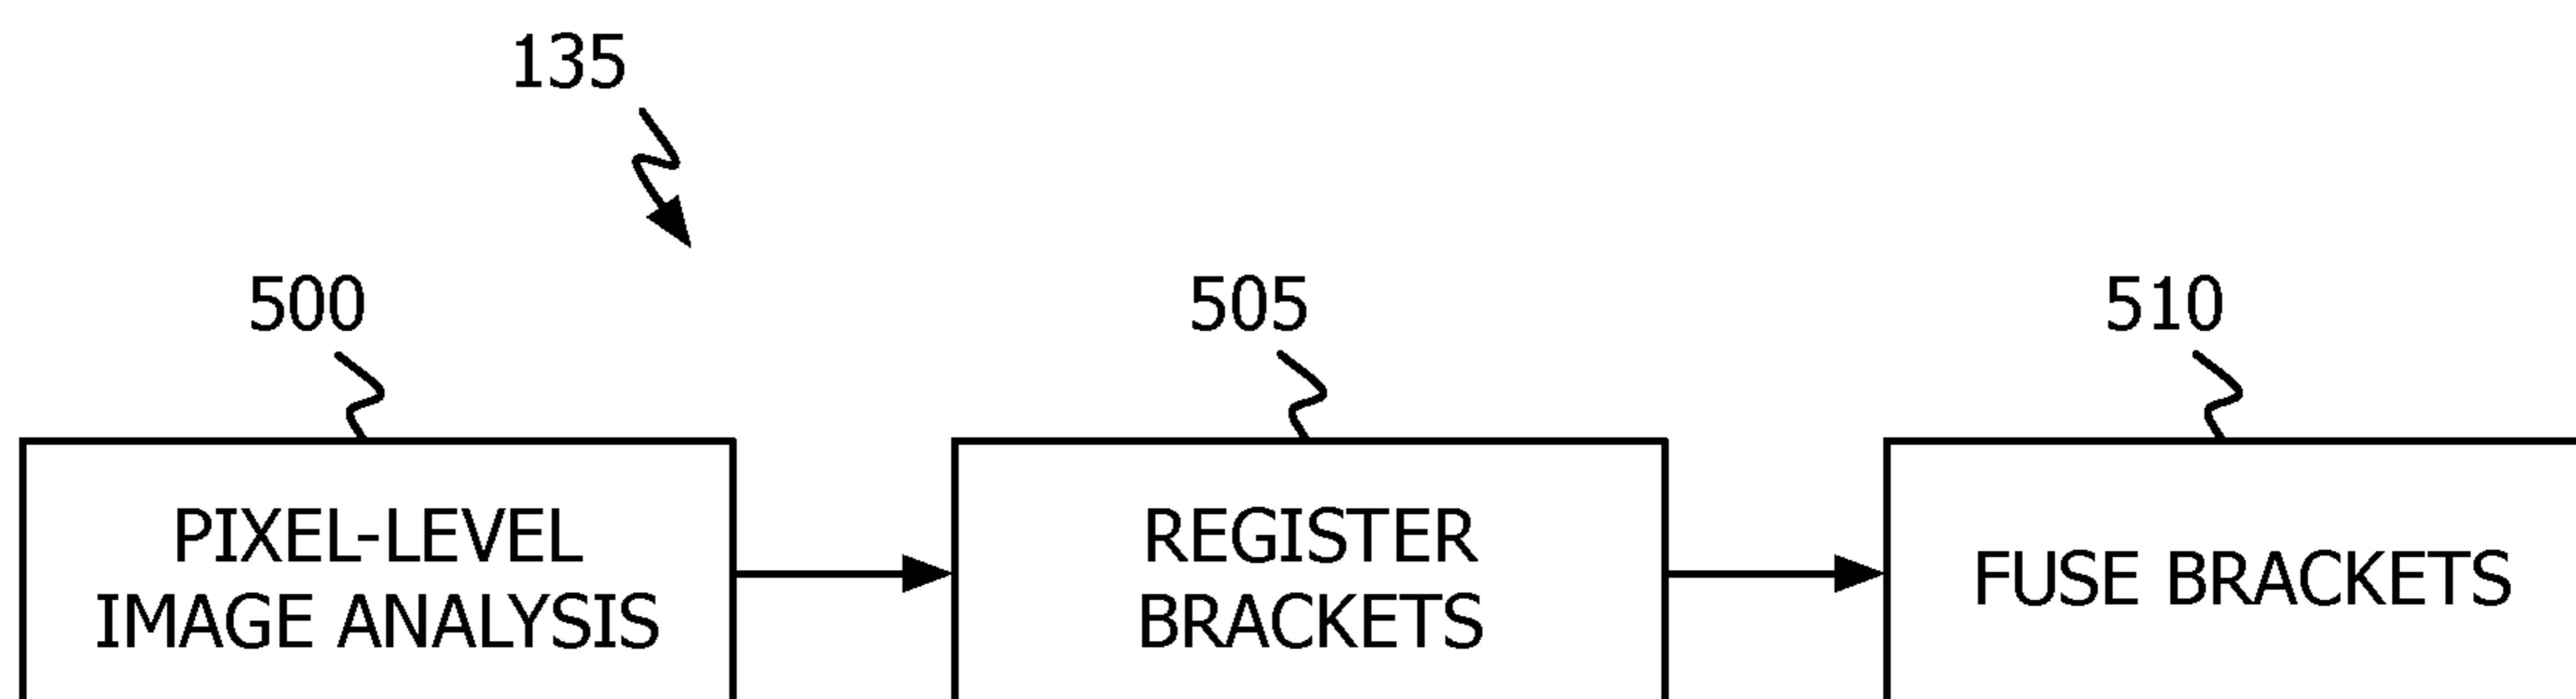 135
500
505
510
PIXEL-LEVEL
IMAGE ANALYSIS
REGISTER
BRACKETS
FUSE BRACKETS